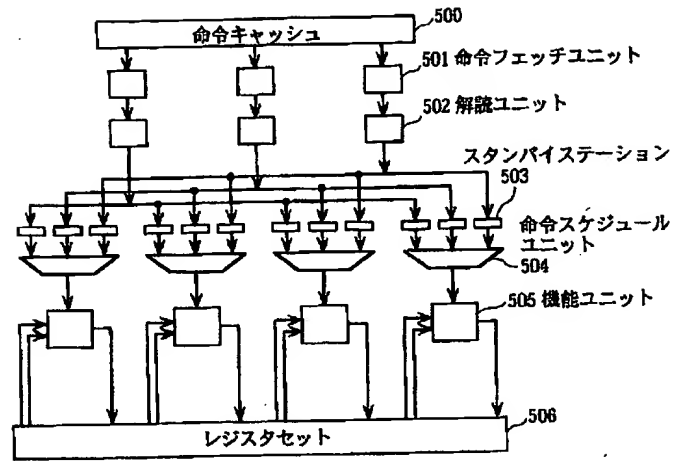 500
命令キャッシュ
501 命令フェッチユニット
502 解読ユニット
スタンバイステーション
503
命令スケジュール
ユニット
504
505 機能ユニット
506
レジスタセット